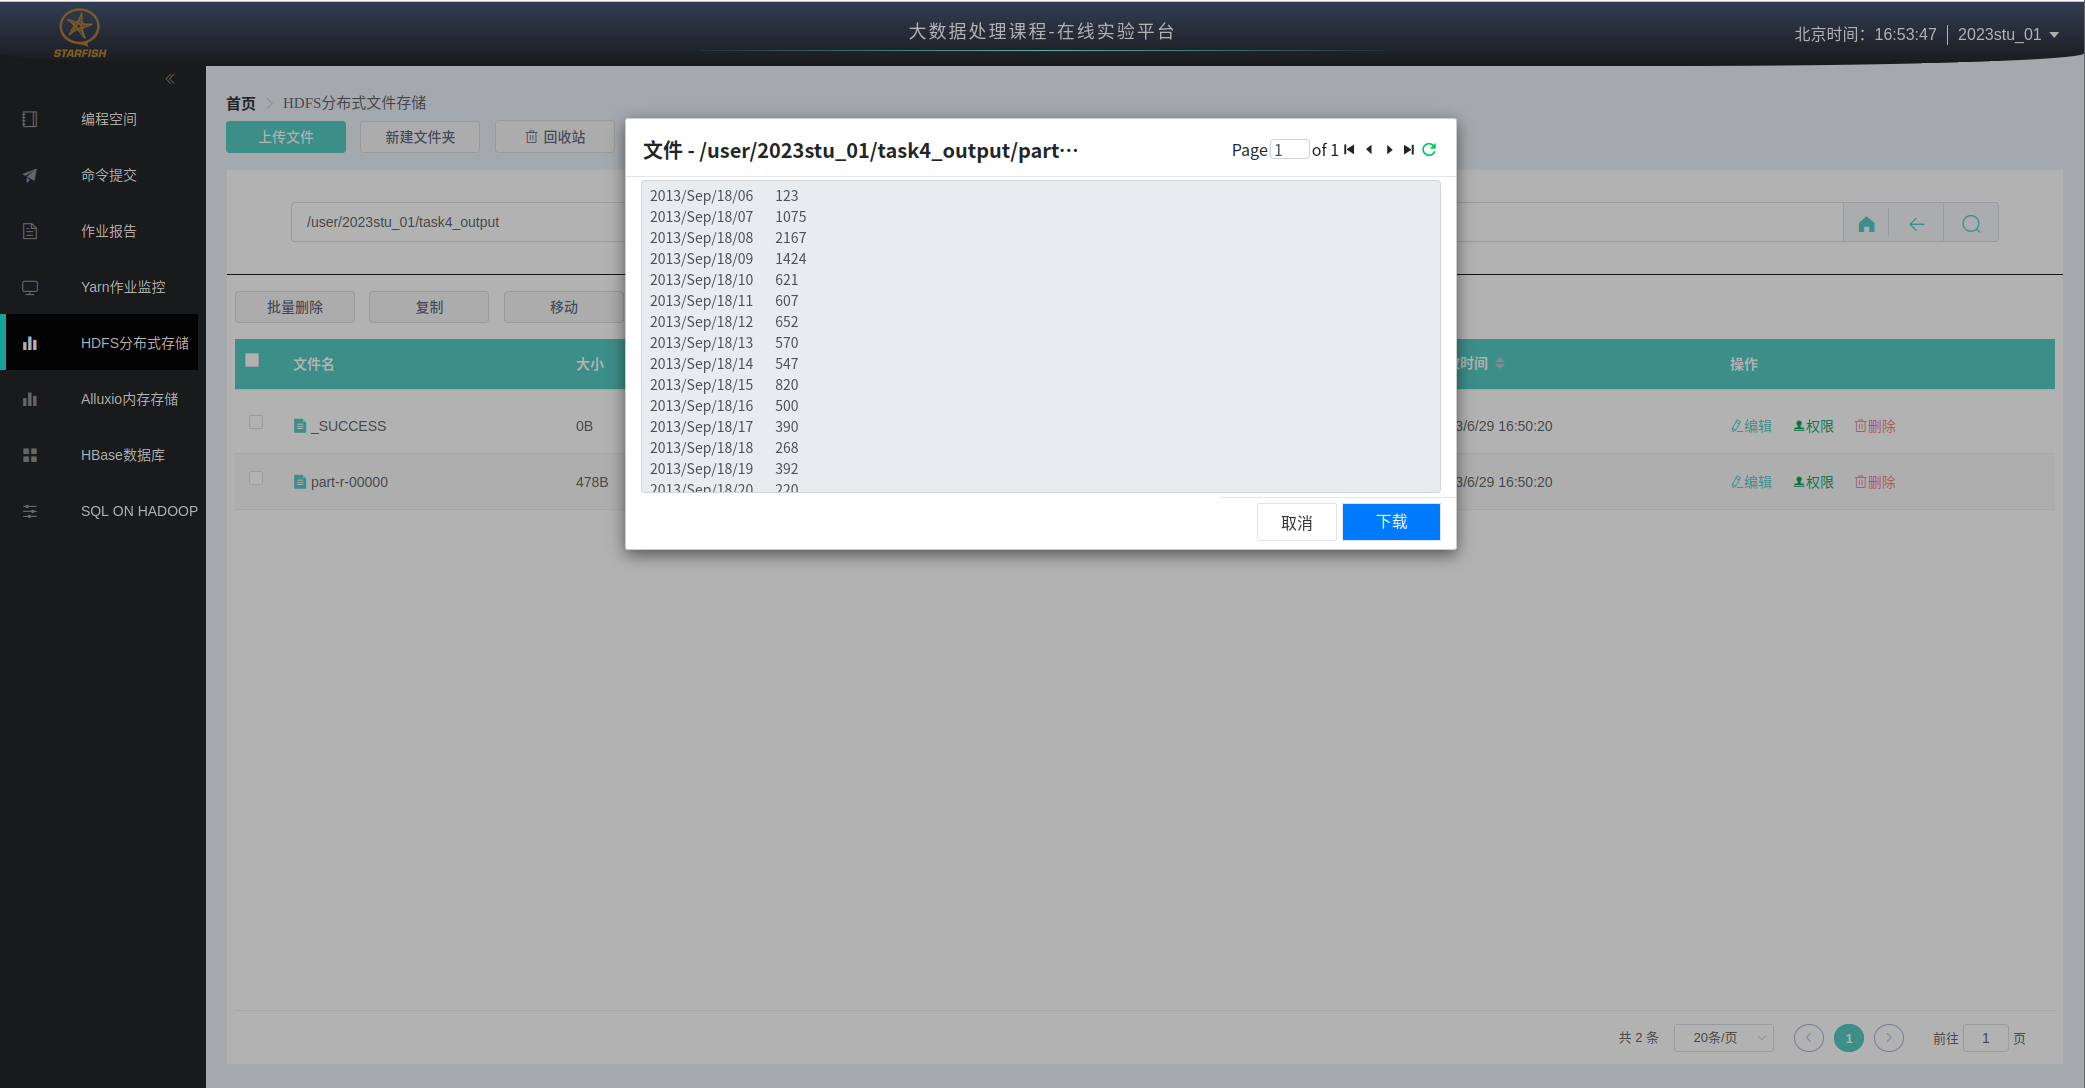 STARFISH
大数据处理课程-在线实验平台
北京时间：16:53:47
2023stu_01
编程空间
命令提交
作业报告
Yarn作业监控
HDFS分布式存储
Alluxio内存存储
HBase数据库
SQL ON HADOOP
首页
HDFS分布式文件存储
上传文件
新建文件夹
回收站
/user/2023stu_01/task4_output
批量删除
复制
移动
文件名
大小
时间
操作
_SUCCESS
0B
3/6/29 16:50:20
编辑
权限
删除
part-r-00000
478B
3/6/29 16:50:20
编辑
权限
删除
文件 - /user/2023stu_01/task4_output/part···
Page 1 of 1
2013/Sep/18/06 123
2013/Sep/18/07 1075
2013/Sep/18/08 2167
2013/Sep/18/09 1424
2013/Sep/18/10 621
2013/Sep/18/11 607
2013/Sep/18/12 652
2013/Sep/18/13 570
2013/Sep/18/14 547
2013/Sep/18/15 820
2013/Sep/18/16 500
2013/Sep/18/17 390
2013/Sep/18/18 268
2013/Sep/18/19 392
2013/Sep/18/20 220
取消
下载
共 2 条
20条/页
1
前往 1 页